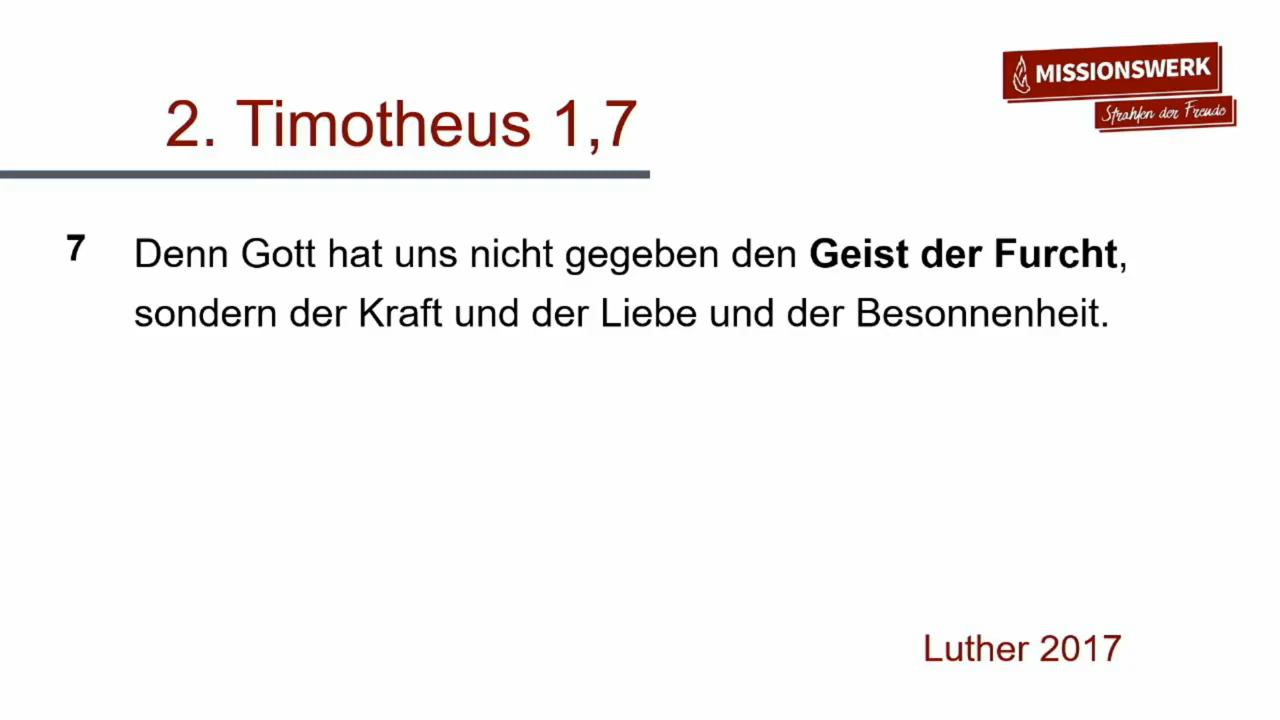 MISSIONSWERK
Strahlen der Freude
2. Timotheus 1,7
7 Denn Gott hat uns nicht gegeben den Geist der Furcht,
sondern der Kraft und der Liebe und der Besonnenheit.
Luther 2017